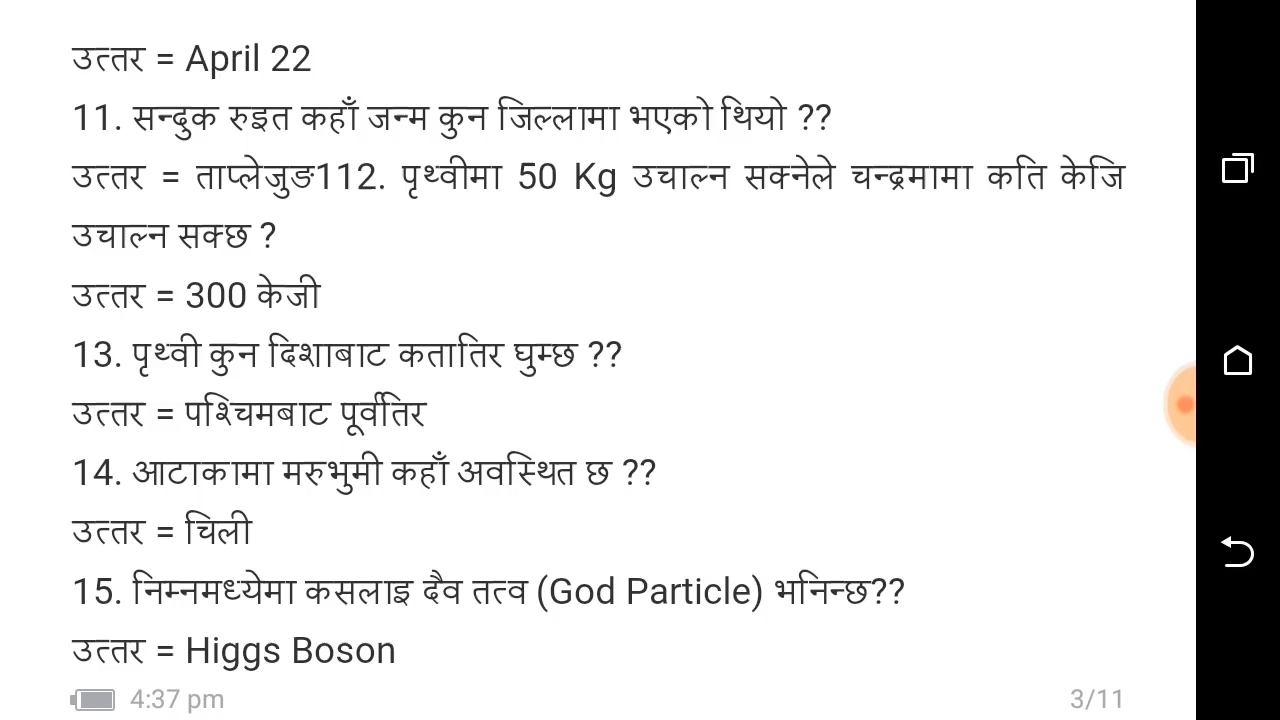 उत्तर = April 22
11. सन्दुक रुइत कहाँ जन्म कुन जिल्लामा भएको थियो ??
उत्तर = ताप्लेजुङ112. पृथ्वीमा 50 Kg उचाल्न सक्नेले चन्द्रमामा कति केजि
उचाल्न सक्छ ?
उत्तर = 300 केजी
13. पृथ्वी कुन दिशाबाट कतातिर घुम्छ ??
उत्तर = पश्चिमबाट पूर्वतिर
14. आटाकामा मरुभुमी कहाँ अवस्थित छ ??
उत्तर = चिली
15. निम्नमध्येमा कसलाइ दैव तत्व (God Particle) भनिन्छ??
उत्तर = Higgs Boson
4:37 pm 3/11